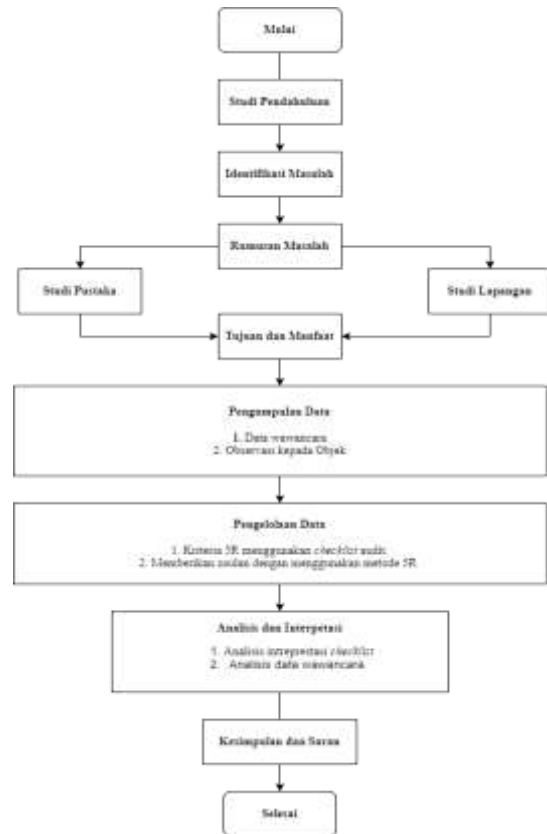 Mulai
Studi Pendahuluan
Identifikasi Masalah
Rumusan Masalah
Studi Pustaka
Studi Lapangan
Tujuan dan Manfaat
Pengumpulan Data
1. Data wawancara
2. Observasi kepada Objek
Pengelohan Data
1. Kriteria 5R menggunakan checklist audit
2. Memberikan usulan dengan menggunakan metode 5R
Analisis dan Interpetasi
1. Analisis intreprestasi checklist
2. Analisis data wawancara
Kesimpulan dan Saran
Selesai